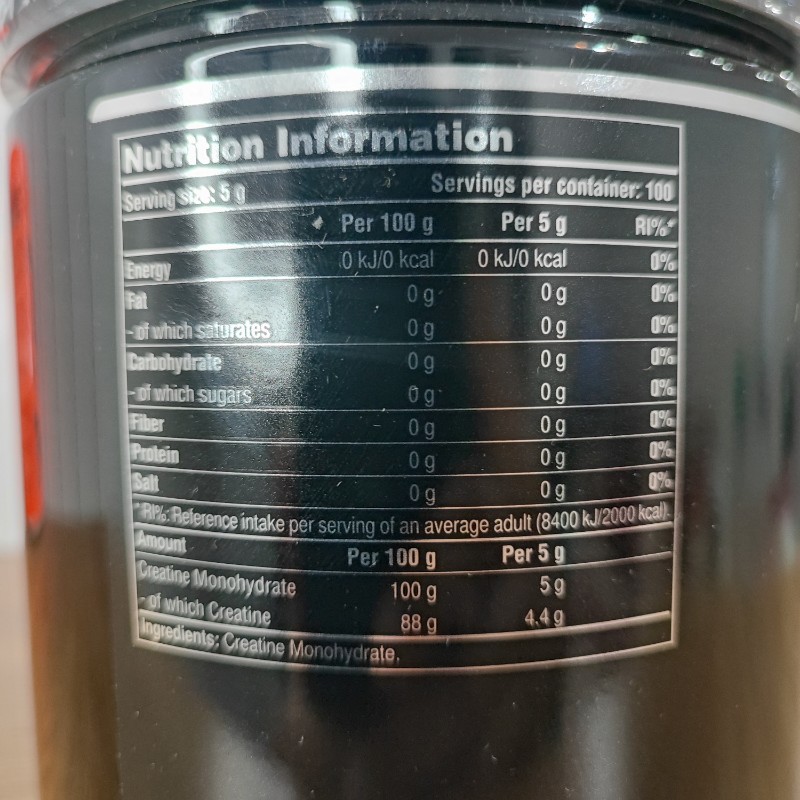 Nutrition Information
Serving size: 5 g Servings per container: 100
Per 100 g Per 5 g RI%*
Energy 0 kJ/0 kcal 0 kJ/0 kcal 0%
Fat 0 g 0 g 0%
- of which saturates 0 g 0 g 0%
Carbohydrate 0 g 0 g 0%
- of which sugars 0 g 0 g 0%
Fiber 0 g 0 g 0%
Protein 0 g 0 g 0%
Salt 0 g 0 g 0%
*RI%: Reference intake per serving of an average adult (8400 kJ/2000 kcal).
Amount Per 100 g Per 5 g
Creatine Monohydrate 100 g 5 g
- of which Creatine 88 g 4.4 g
Ingredients: Creatine Monohydrate.